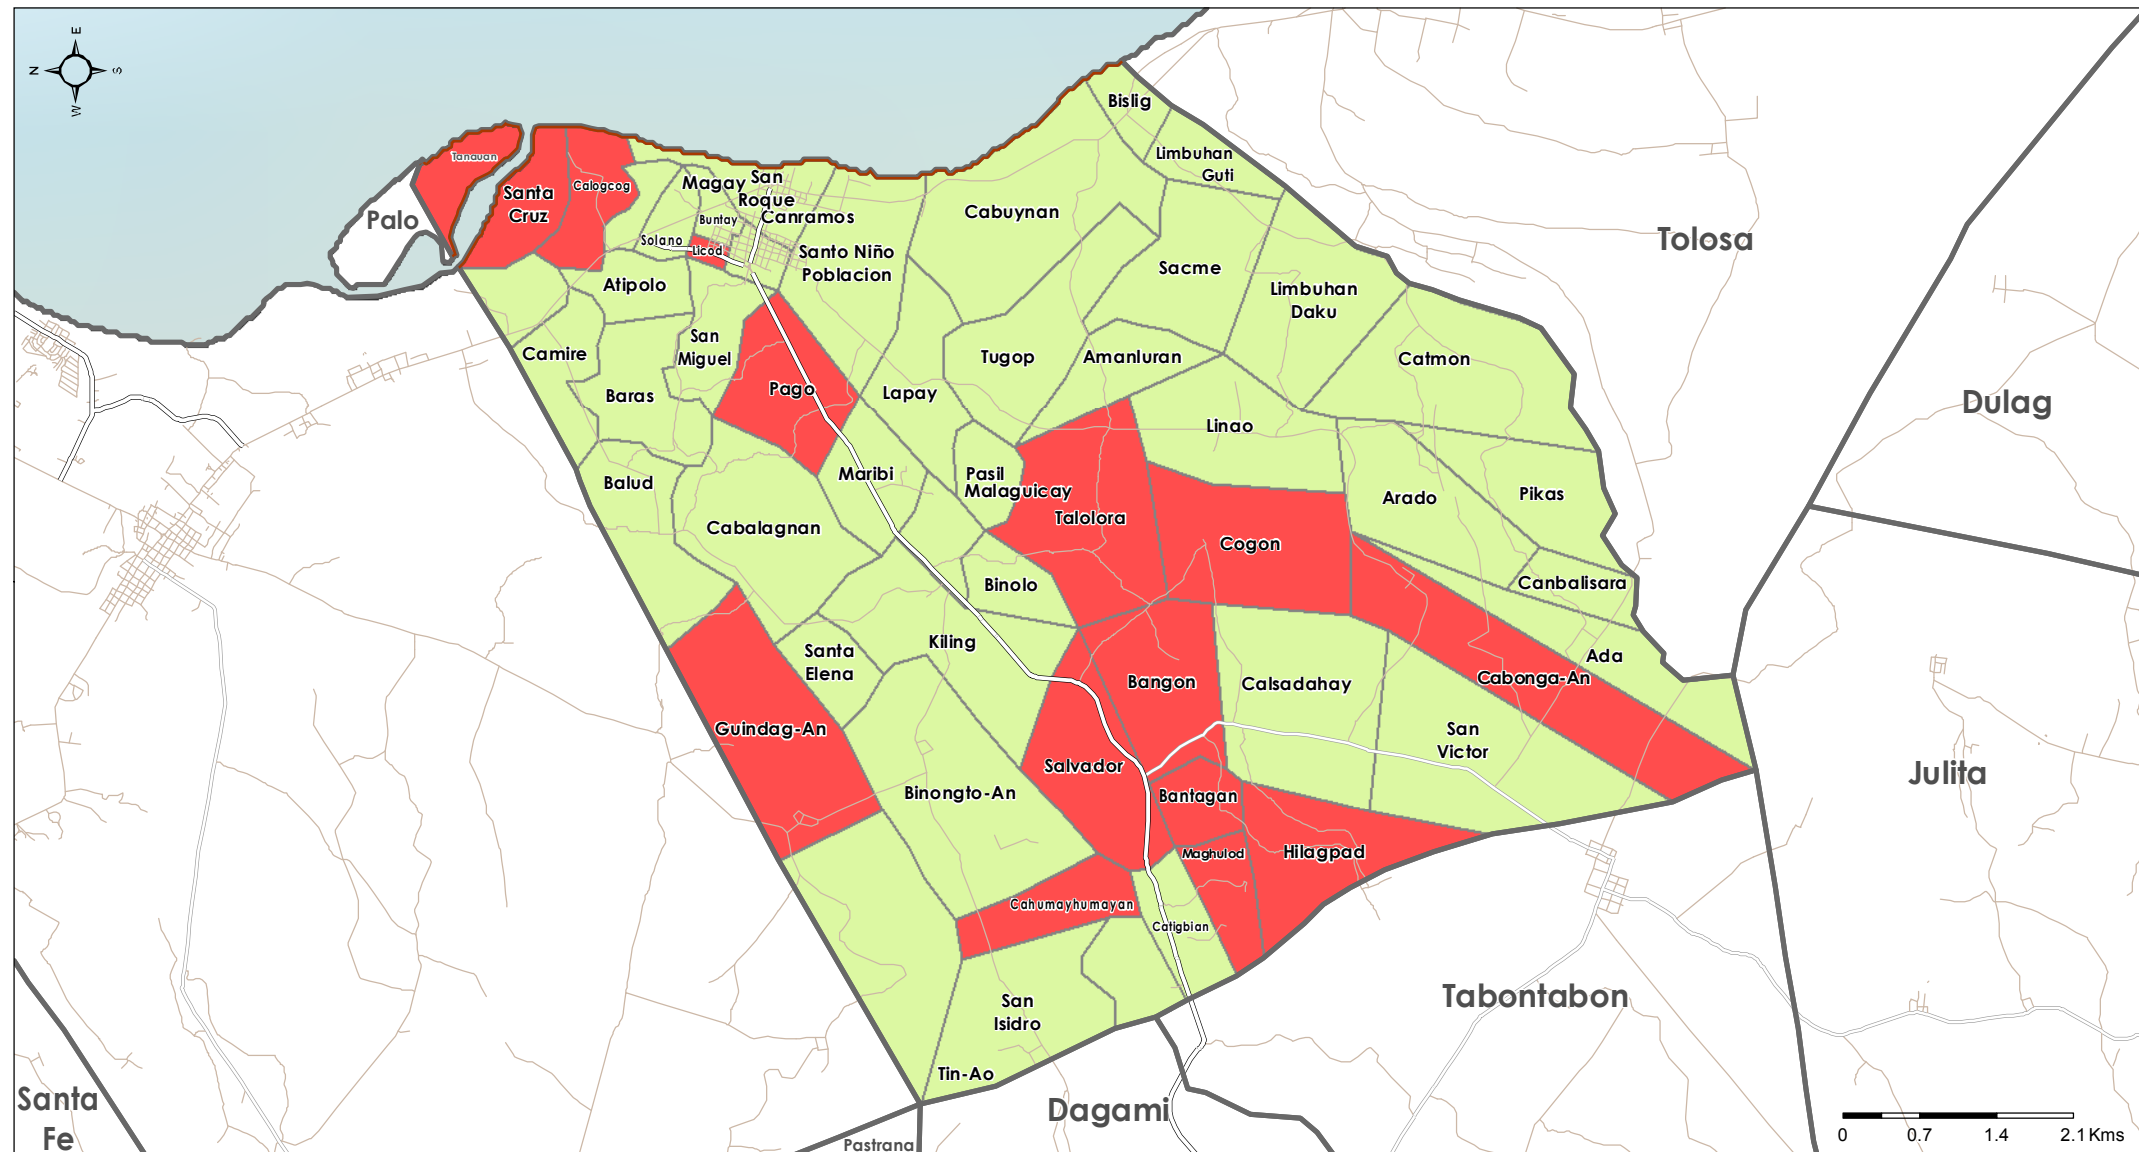 E
N
S
W
Bislig
Tanauan
Limbuhan
Guti
Santa
Cruz
Calogcog
Magay
San
Roque
Palo
Buntay
Canramos
Cabuynan
Solano
Licod
Santo Niño
Poblacion
Tolosa
Sacme
Atipolo
Limbuhan
Daku
Camire
San
Miguel
Tugop
Amanluran
Catmon
Pago
Baras
Lapay
Dulag
Linao
Balud
Maribi
Pasil
Malaguicay
Arado
Pikas
Talolora
Cabalagnan
Cogon
Binolo
Canbalisara
Kiling
Santa
Elena
Ada
Bangon
Calsadahay
Cabonga-An
Guindag-An
San
Victor
Salvador
Julita
Binongto-An
Bantagan
Maghulod
Hilagpad
Cahumayhumayan
Catigbian
San
Isidro
Tabontabon
Tin-Ao
Santa
Fe
Dagami
Pastrana
0 0.7 1.4 2.1 Kms